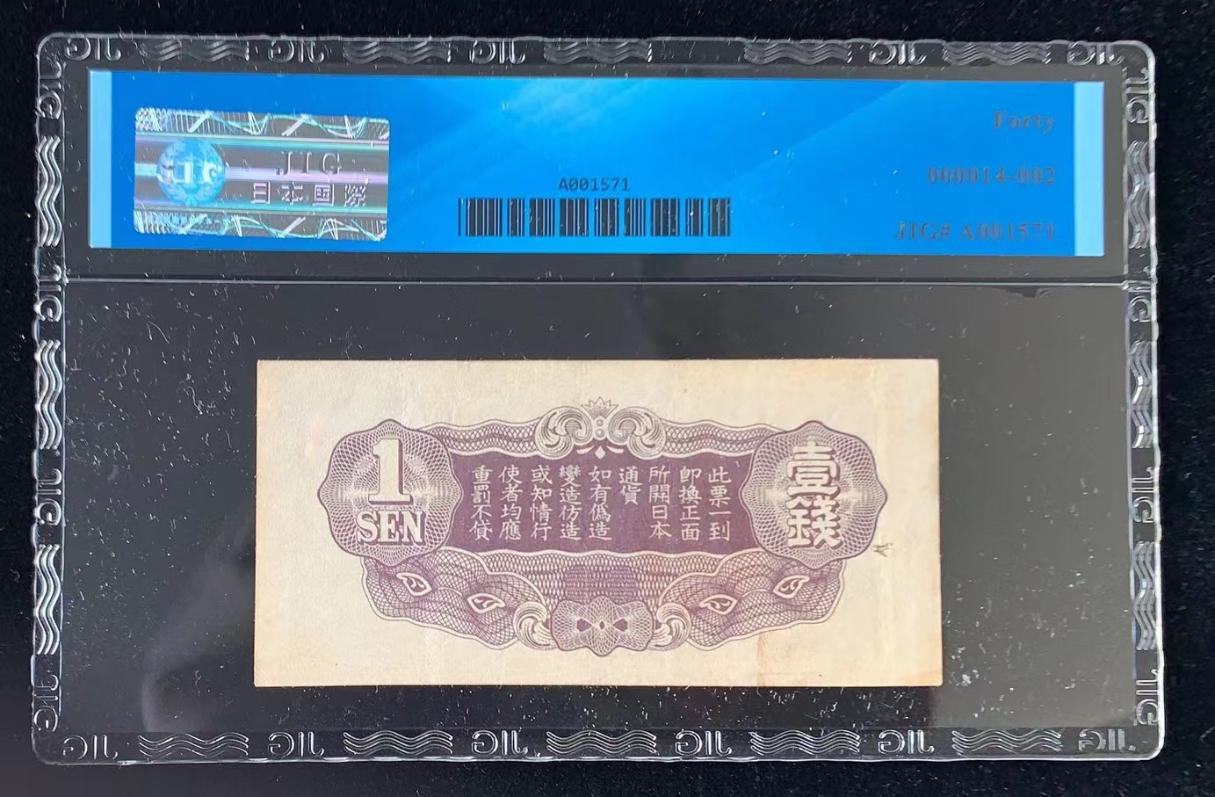 JIG
日本国際
A001571
Forty
000014-002
JIG# A001571
1
SEN
壹錢
此票一到
卽換正面
所開日本
通貨
如有僞造
變造仿造
或知情行
使者均應
重罰不貸